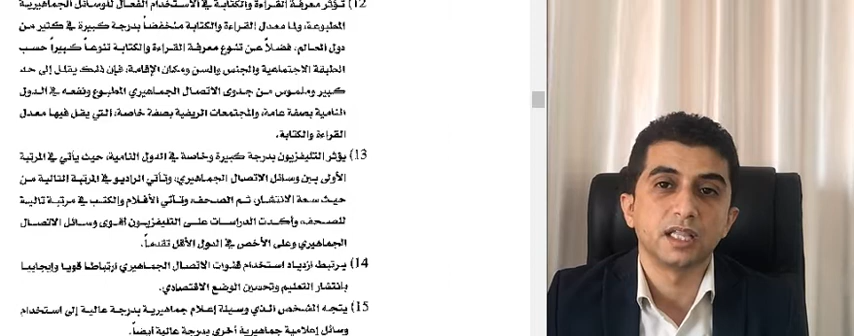 12) تؤثر معرفة القراءة والكتابة في الاستخدام الفعال للوسائل الجماهيرية
المطبوعة، ولما معدل القراءة والكتابة منخفضاً بدرجة كبيرة في كثير من
دول العالم، فضلاً عن تنوع معرفة القراءة والكتابة تنوعاً كبيراً حسب
الطبقة الاجتماعية والجنس والسن ومكان الإقامة، فإن ذلك يقلل إلى حد
كبير وملموس من جدوى الاتصال الجماهيري المطبوع ونفعه في الدول
النامية بصفة عامة، والمجتمعات الريفية بصفة خاصة، التي يقل فيها معدل
القراءة والكتابة.
13) يؤثر التليفزيون بدرجة كبيرة وخاصة في الدول النامية، حيث يأتي في المرتبة
الأولى بين وسائل الاتصال الجماهيري، ويأتي الراديو في المرتبة التالية من
حيث سعة الانتشار، ثم الصحف، وتأتي الأفلام والكتب في مرتبة تالية
للصحف، وأكدت الدراسات على التليفزيون أقوى وسائل الاتصال
الجماهيري وعلى الأخص في الدول الأقل تقدماً.
14) يرتبط ازدياد استخدام قنوات الاتصال الجماهيري ارتباطا قويا وإيجابيا
بانتشار التعليم وتحسين الوضع الاقتصادي.
15) يتجه الشخص الذي وسيلة إعلام جماهيرية بدرجة عالية إلى استخدام
وسائل إعلامية جماهيرية أخرى بدرجة عالية أيضاً.